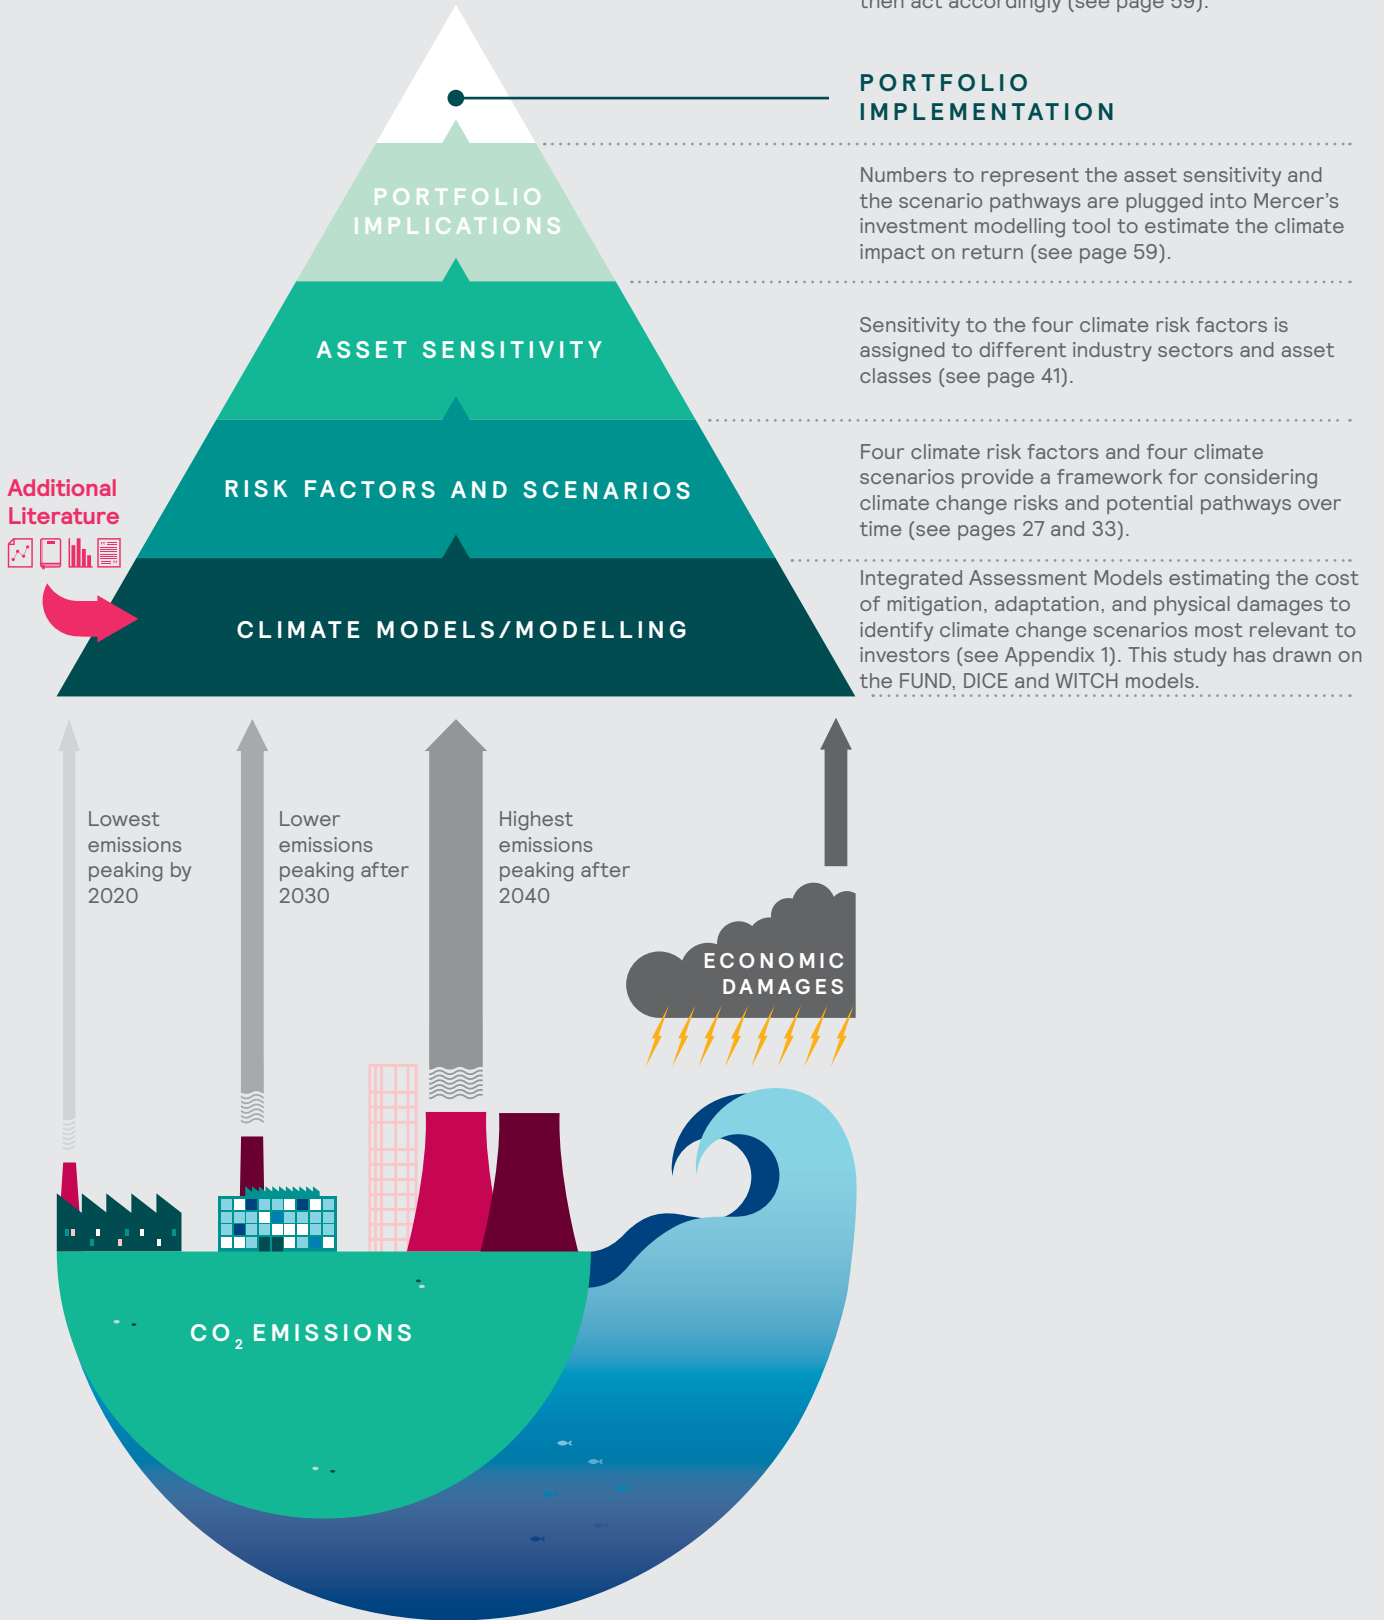 then act accordingly (see page 59).
PORTFOLIO
IMPLEMENTATION
PORTFOLIO
IMPLICATIONS
Numbers to represent the asset sensitivity and
the scenario pathways are plugged into Mercer’s
investment modelling tool to estimate the climate
impact on return (see page 59).
ASSET SENSITIVITY
Sensitivity to the four climate risk factors is
assigned to different industry sectors and asset
classes (see page 41).
RISK FACTORS AND SCENARIOS
Four climate risk factors and four climate
scenarios provide a framework for considering
climate change risks and potential pathways over
time (see pages 27 and 33).
Additional
Literature
CLIMATE MODELS/MODELLING
Integrated Assessment Models estimating the cost
of mitigation, adaptation, and physical damages to
identify climate change scenarios most relevant to
investors (see Appendix 1). This study has drawn on
the FUND, DICE and WITCH models.
Lowest
emissions
peaking by
2020
Lower
emissions
peaking after
2030
Highest
emissions
peaking after
2040
ECONOMIC
DAMAGES
CO₂ EMISSIONS